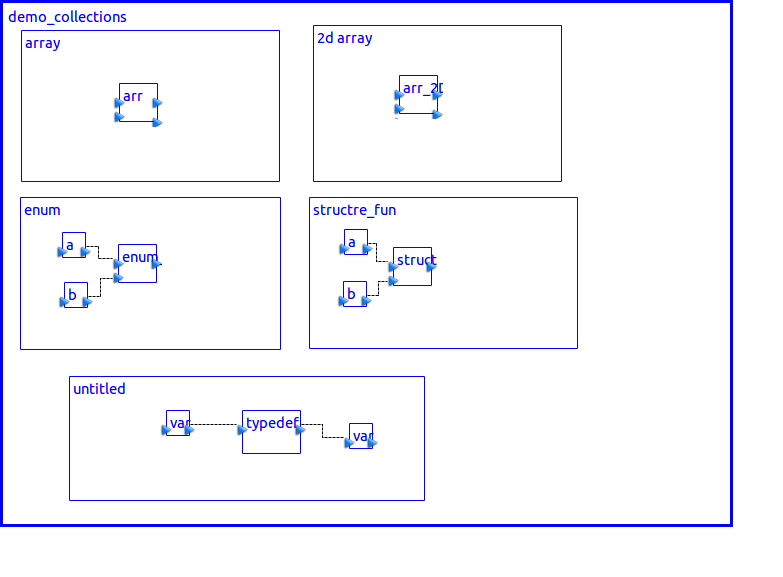 demo_collections
array
arr
2d array
arr_2D
enum
a
enum
b
structre_fun
a
struct
b
untitled
var
typedef
var